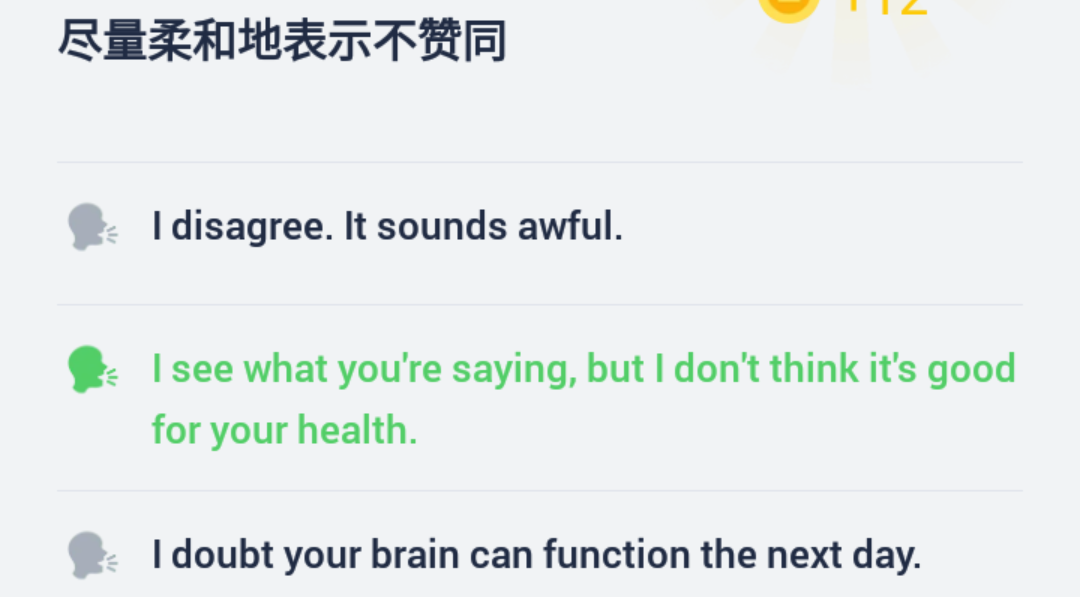 尽量柔和地表示不赞同
I disagree. It sounds awful.
I see what you're saying, but I don't think it's good
for your health.
I doubt your brain can function the next day.